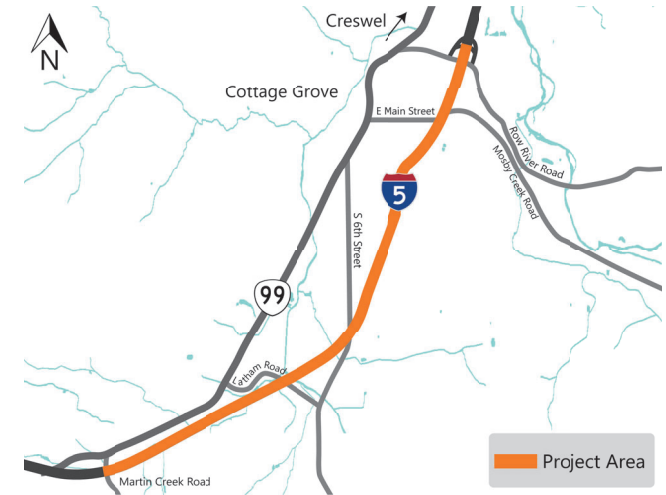 Creswel
N
Cottage Grove
E Main Street
Row River Road
Mosby Creek Road
5
S 6th Street
99
Latham Road
Martin Creek Road
Project Area